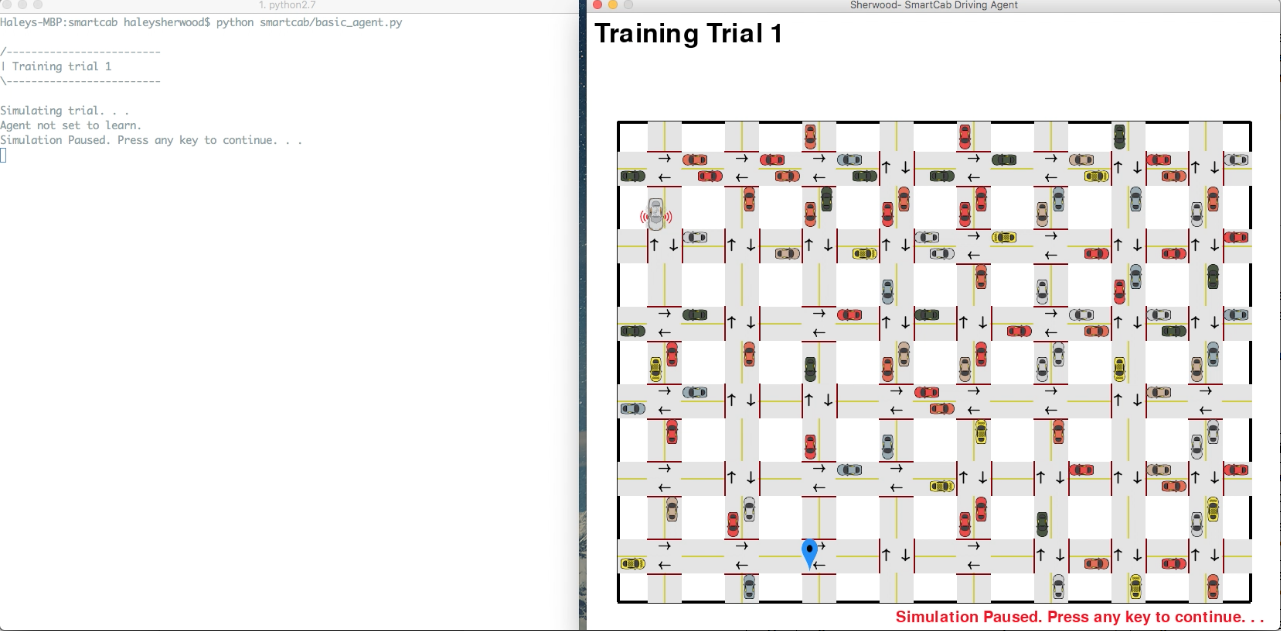 1. python2.7
Haleys-MBP:smartcab haleysherwood$ python smartcab/basic_agent.py
/-------------------------
| Training trial 1
\-------------------------
Simulating trial. . .
Agent not set to learn.
Simulation Paused. Press any key to continue. . .
Sherwood- SmartCab Driving Agent
Training Trial 1
Simulation Paused. Press any key to continue. . .